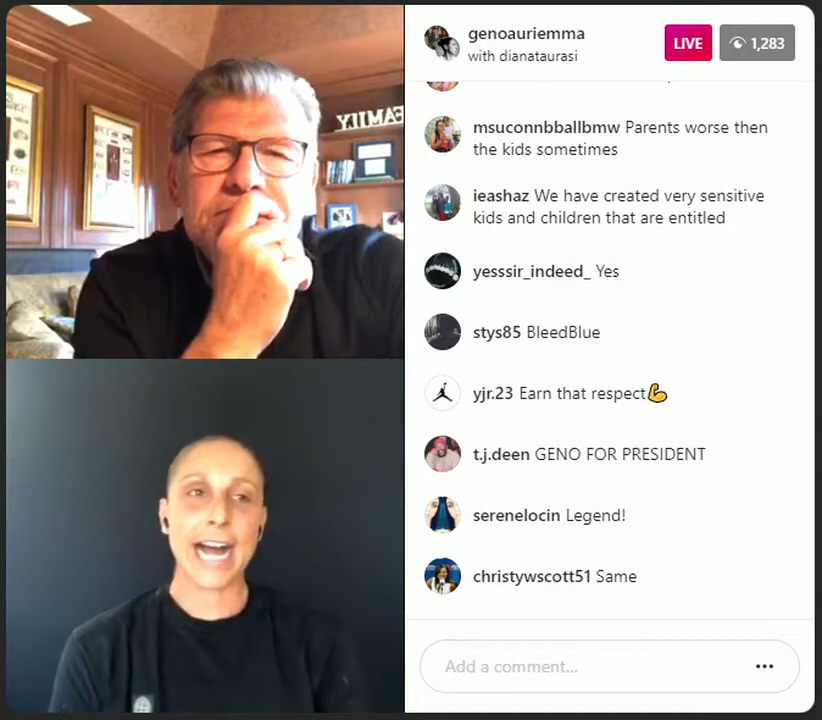 FAMILY
genoauriemma
with dianataurasi
LIVE
1,283
msuconnbballbmw Parents worse then
the kids sometimes
ieashaz We have created very sensitive
kids and children that are entitled
yesssir_indeed_ Yes
stys85 BleedBlue
yjr.23 Earn that respect💪
t.j.deen GENO FOR PRESIDENT
serenelocin Legend!
christywscott51 Same
Add a comment...